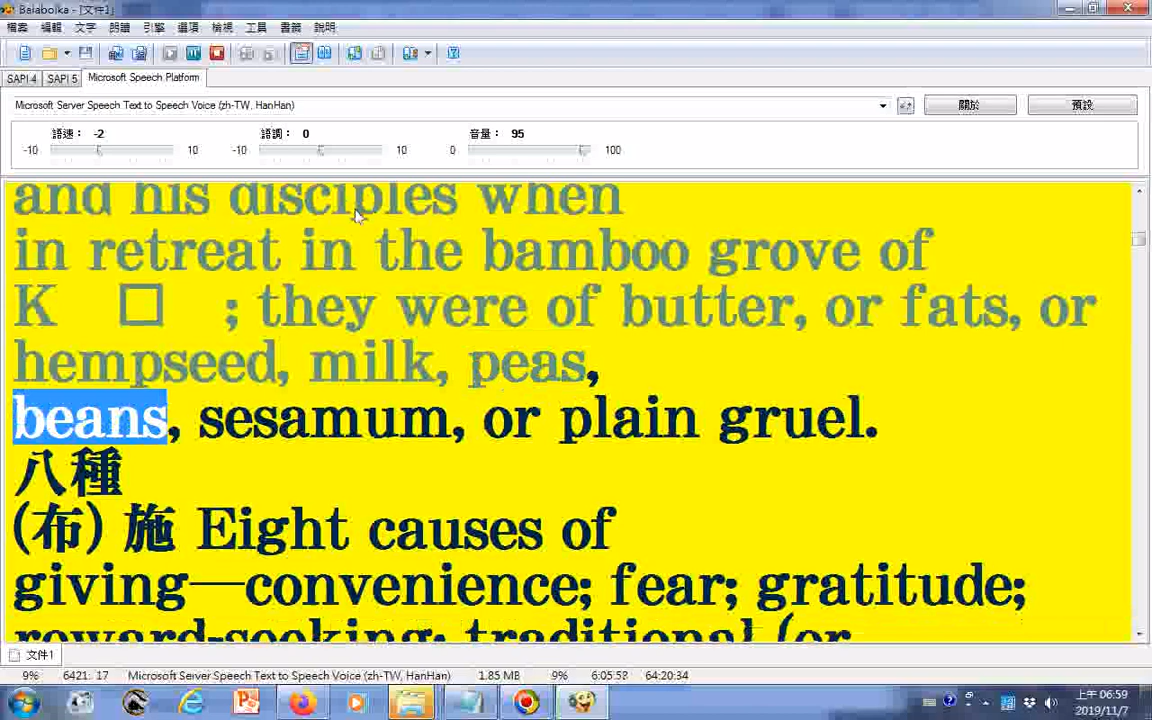 Balabolka - [文件1]
檔案 編輯 文字 朗讀 引擎 選項 檢視 工具 書籤 說明
SAPI 4 SAPI 5 Microsoft Speech Platform
Microsoft Server Speech Text to Speech Voice (zh-TW, HanHan) 關於 預設
語速： -2 語調： 0 音量： 95
-10 10 -10 10 0 100
and his disciples when
in retreat in the bamboo grove of
K □ ; they were of butter, or fats, or
hempseed, milk, peas,
beans, sesamum, or plain gruel.
八種
(布) 施 Eight causes of
giving—convenience; fear; gratitude;
reward-seeking; traditional (or
文件1
9% 6421: 17 Microsoft Server Speech Text to Speech Voice (zh-TW, HanHan) 1.85 MB 9% 6:05:53 64:20:34
上午 06:59
2019/11/7